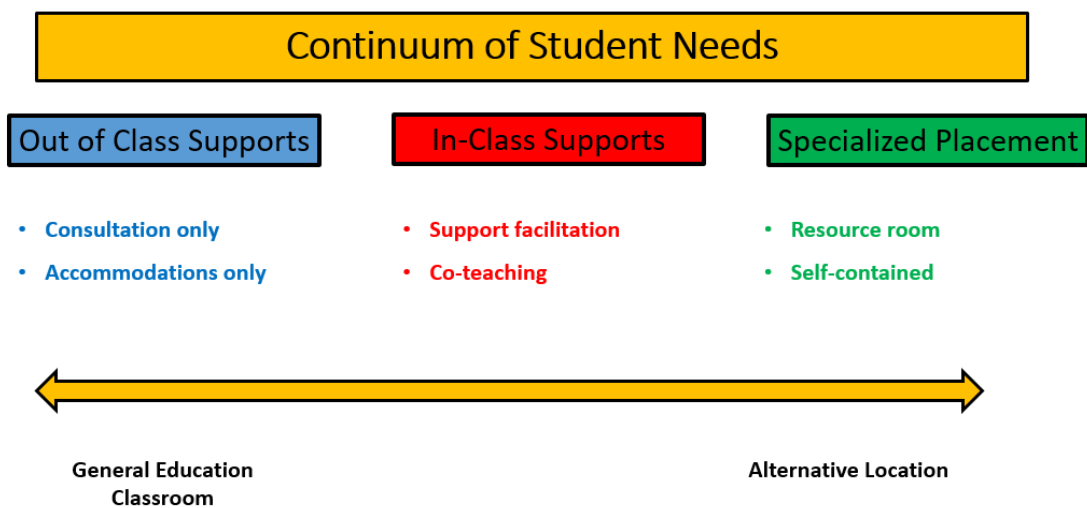 Continuum of Student Needs
Out of Class Supports
• Consultation only
• Accommodations only
In-Class Supports
• Support facilitation
• Co-teaching
Specialized Placement
• Resource room
• Self-contained
General Education
Classroom
Alternative Location